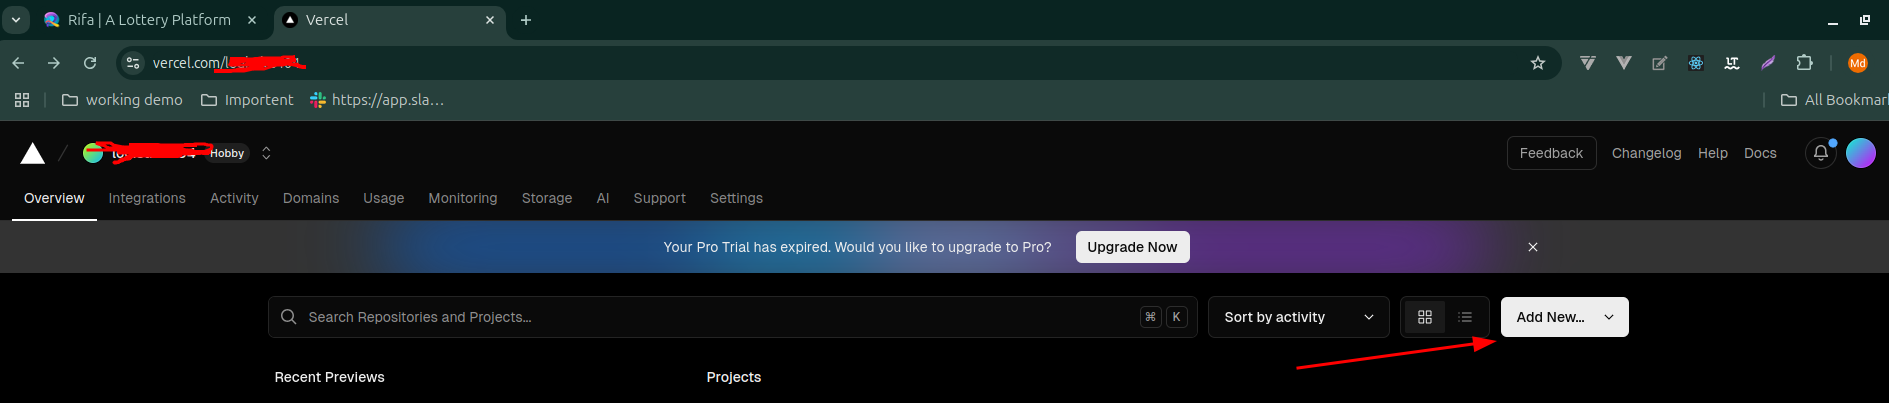 Rifa | A Lottery Platform
Vercel
vercel.com/
Md
working demo
Importent
https://app.sla...
All Bookmar
Hobby
Feedback
Changelog
Help
Docs
Overview
Integrations
Activity
Domains
Usage
Monitoring
Storage
AI
Support
Settings
Your Pro Trial has expired. Would you like to upgrade to Pro?
Upgrade Now
Search Repositories and Projects...
⌘
K
Sort by activity
Add New...
Recent Previews
Projects